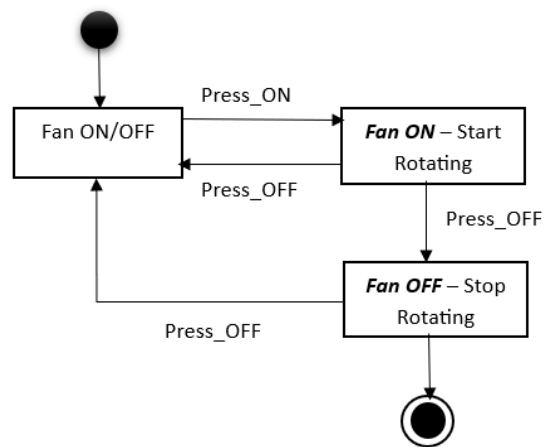 Press_ON
Fan ON/OFF
Fan ON – Start
Rotating
Press_OFF
Press_OFF
Fan OFF – Stop
Rotating
Press_OFF